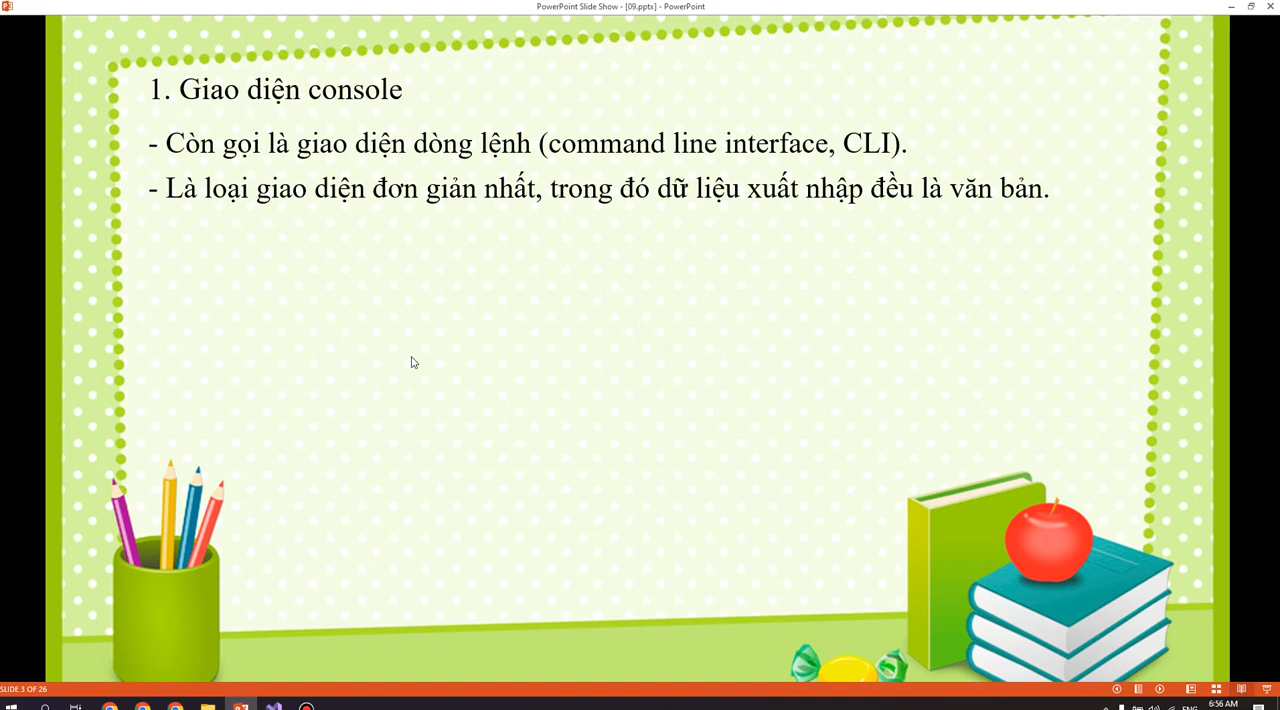 PowerPoint Slide Show - [09.pptx] - PowerPoint
1. Giao diện console
- Còn gọi là giao diện dòng lệnh (command line interface, CLI).
- Là loại giao diện đơn giản nhất, trong đó dữ liệu xuất nhập đều là văn bản.
SLIDE 3 OF 26
ENG
6:56 AM